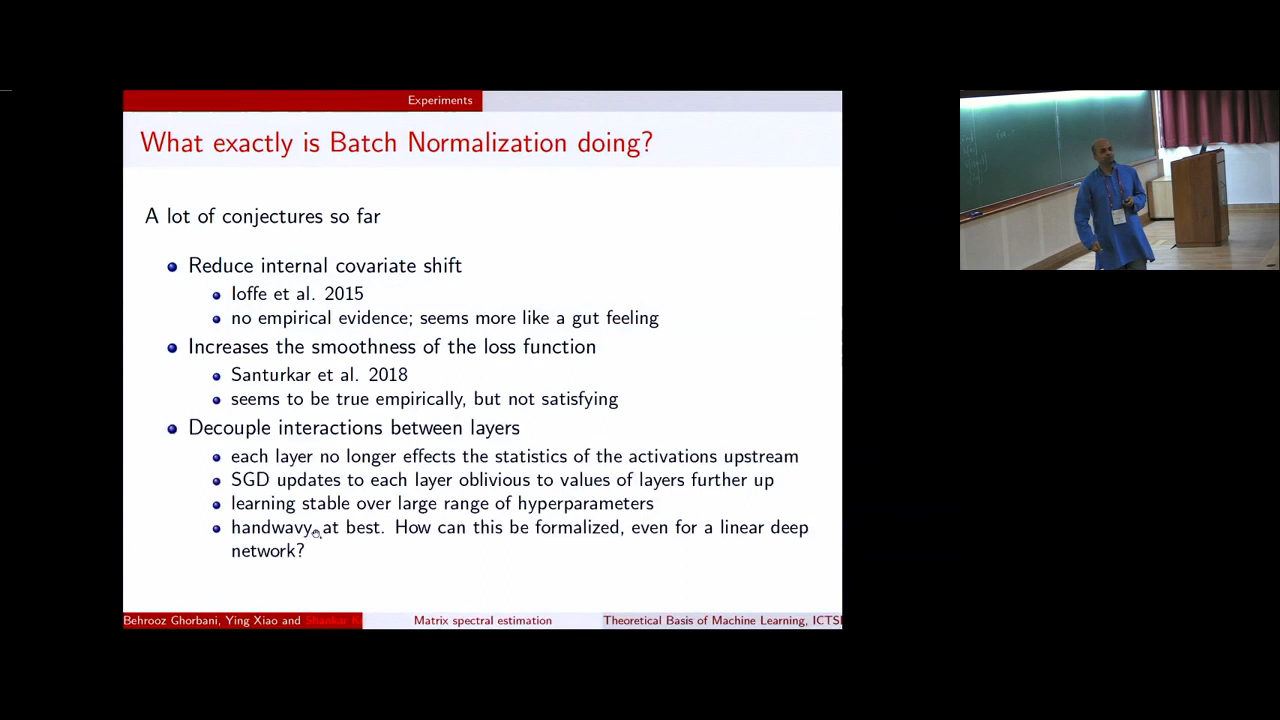 Experiments
What exactly is Batch Normalization doing?
A lot of conjectures so far
Reduce internal covariate shift
Ioffe et al. 2015
no empirical evidence; seems more like a gut feeling
Increases the smoothness of the loss function
Santurkar et al. 2018
seems to be true empirically, but not satisfying
Decouple interactions between layers
each layer no longer effects the statistics of the activations upstream
SGD updates to each layer oblivious to values of layers further up
learning stable over large range of hyperparameters
handwavy at best. How can this be formalized, even for a linear deep
network?
Behrooz Ghorbani, Ying Xiao and Shankar
Matrix spectral estimation
Theoretical Basis of Machine Learning, ICTS